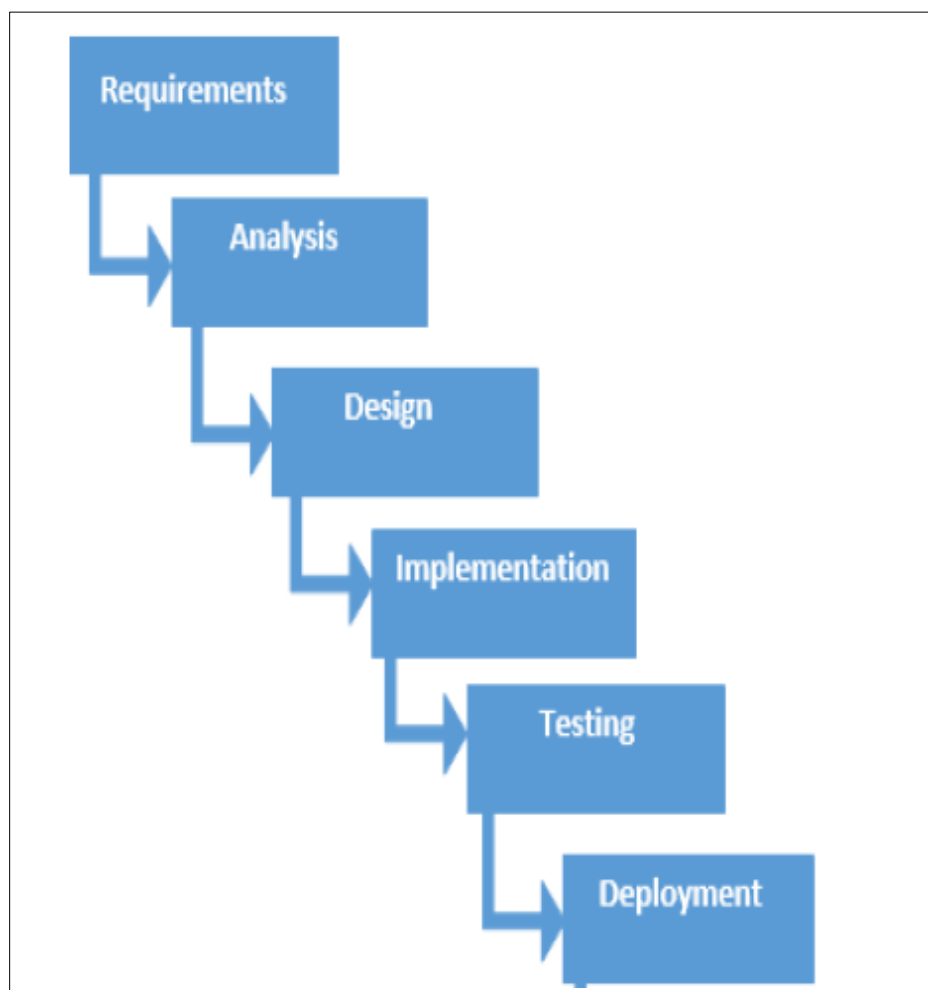 Requirements
Analysis
Design
Implementation
Testing
Deployment